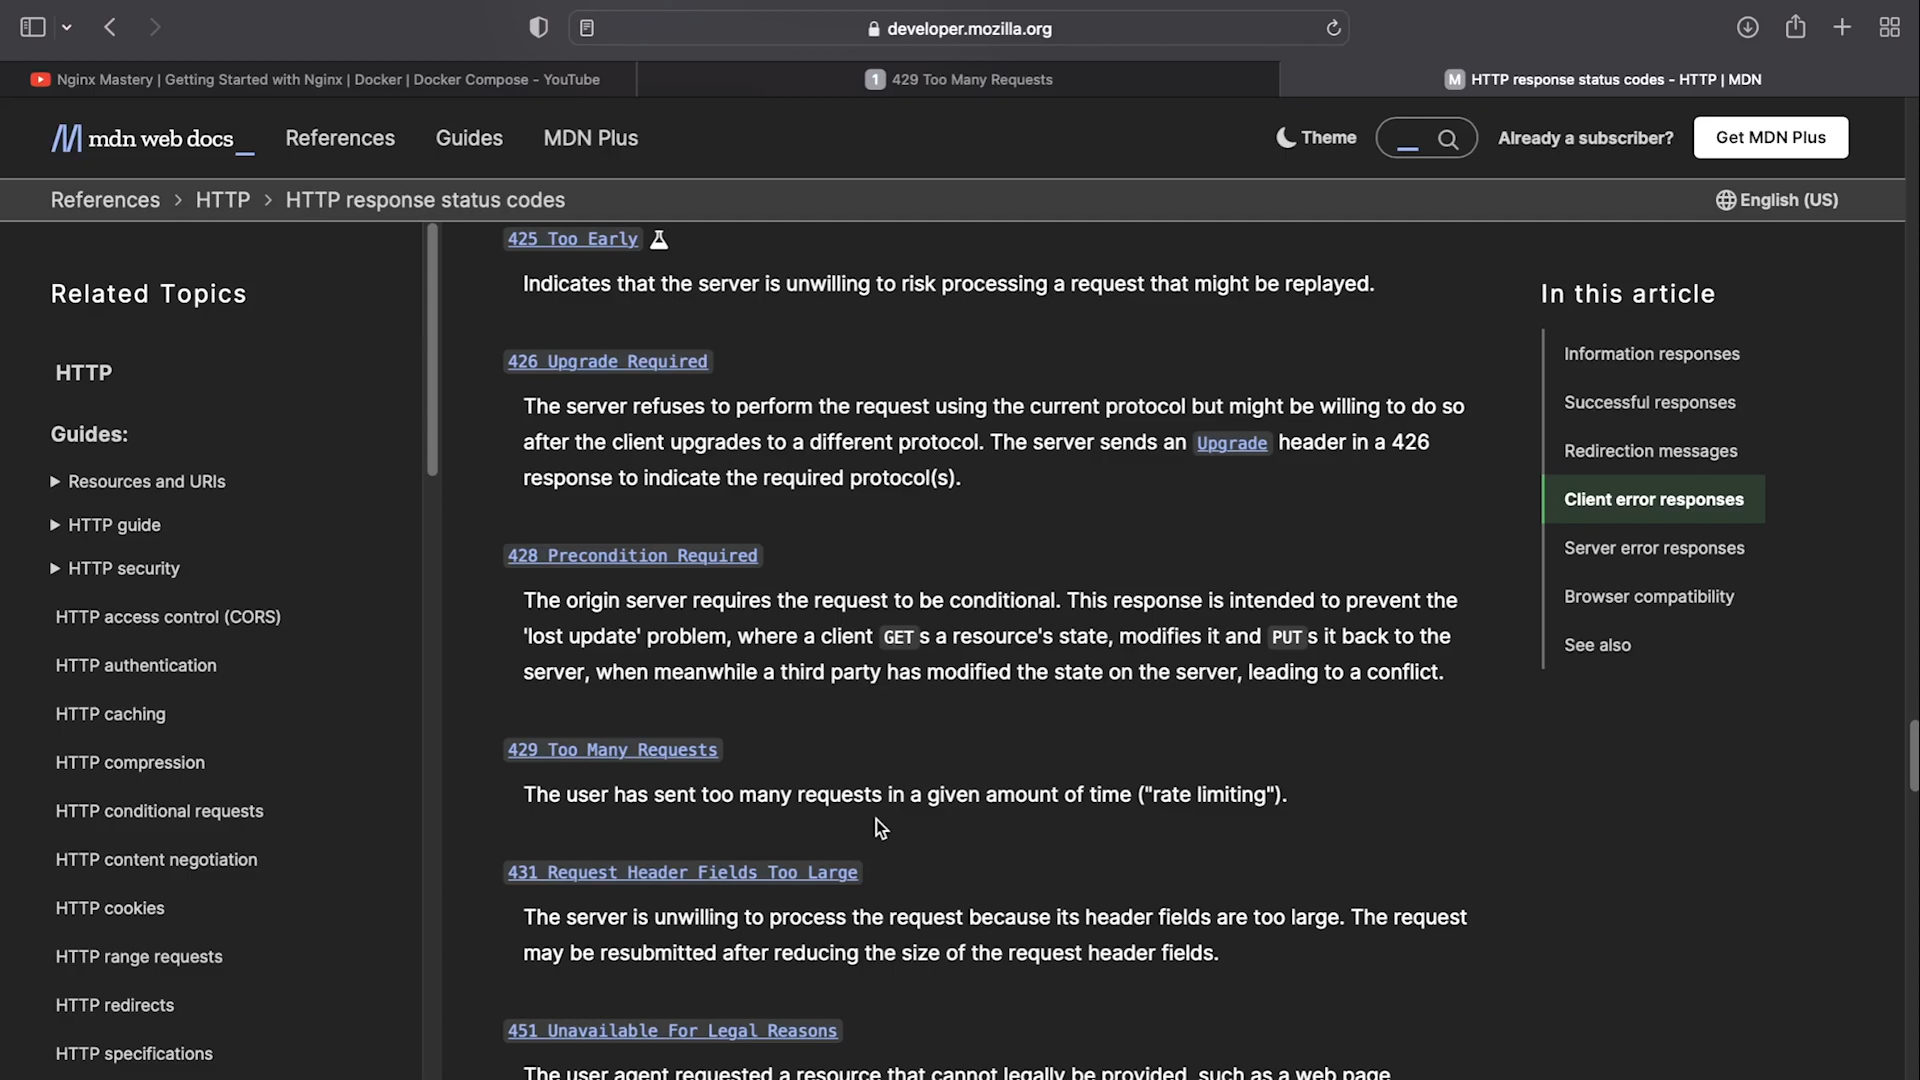 developer.mozilla.org
Nginx Mastery | Getting Started with Nginx | Docker | Docker Compose - YouTube
1 429 Too Many Requests
M HTTP response status codes - HTTP | MDN
mdn web docs_
References
Guides
MDN Plus
Theme
Already a subscriber?
Get MDN Plus
References > HTTP > HTTP response status codes
English (US)
Related Topics
HTTP
Guides:
Resources and URIs
HTTP guide
HTTP security
HTTP access control (CORS)
HTTP authentication
HTTP caching
HTTP compression
HTTP conditional requests
HTTP content negotiation
HTTP cookies
HTTP range requests
HTTP redirects
HTTP specifications
425 Too Early
Indicates that the server is unwilling to risk processing a request that might be replayed.
426 Upgrade Required
The server refuses to perform the request using the current protocol but might be willing to do so
after the client upgrades to a different protocol. The server sends an Upgrade header in a 426
response to indicate the required protocol(s).
428 Precondition Required
The origin server requires the request to be conditional. This response is intended to prevent the
'lost update' problem, where a client GETs a resource's state, modifies it and PUTs it back to the
server, when meanwhile a third party has modified the state on the server, leading to a conflict.
429 Too Many Requests
The user has sent too many requests in a given amount of time ("rate limiting").
431 Request Header Fields Too Large
The server is unwilling to process the request because its header fields are too large. The request
may be resubmitted after reducing the size of the request header fields.
451 Unavailable For Legal Reasons
The user agent requested a resource that cannot legally be provided, such as a web page
In this article
Information responses
Successful responses
Redirection messages
Client error responses
Server error responses
Browser compatibility
See also